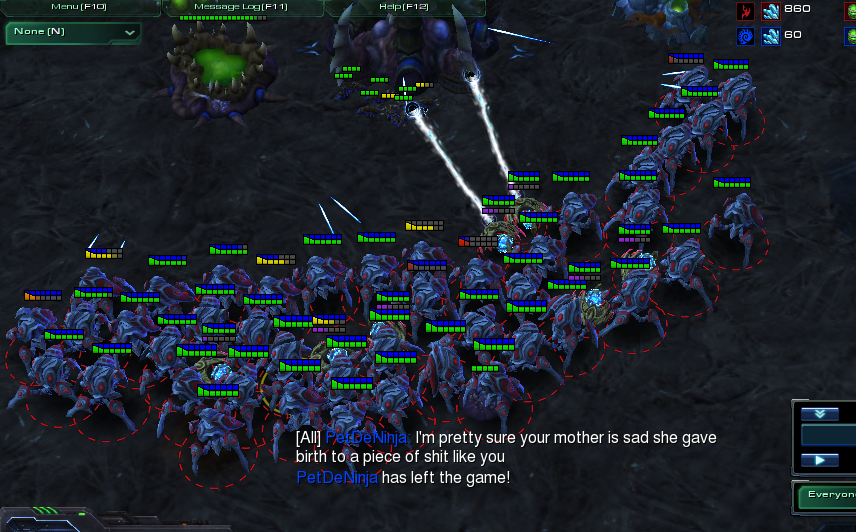 Menu (F10)
Message Log (F11)
Help (F12)
None (N)
860
60
[All] PetDeNinja: I'm pretty sure your mother is sad she gave
birth to a piece of shit like you
PetDeNinja has left the game!
Everyone